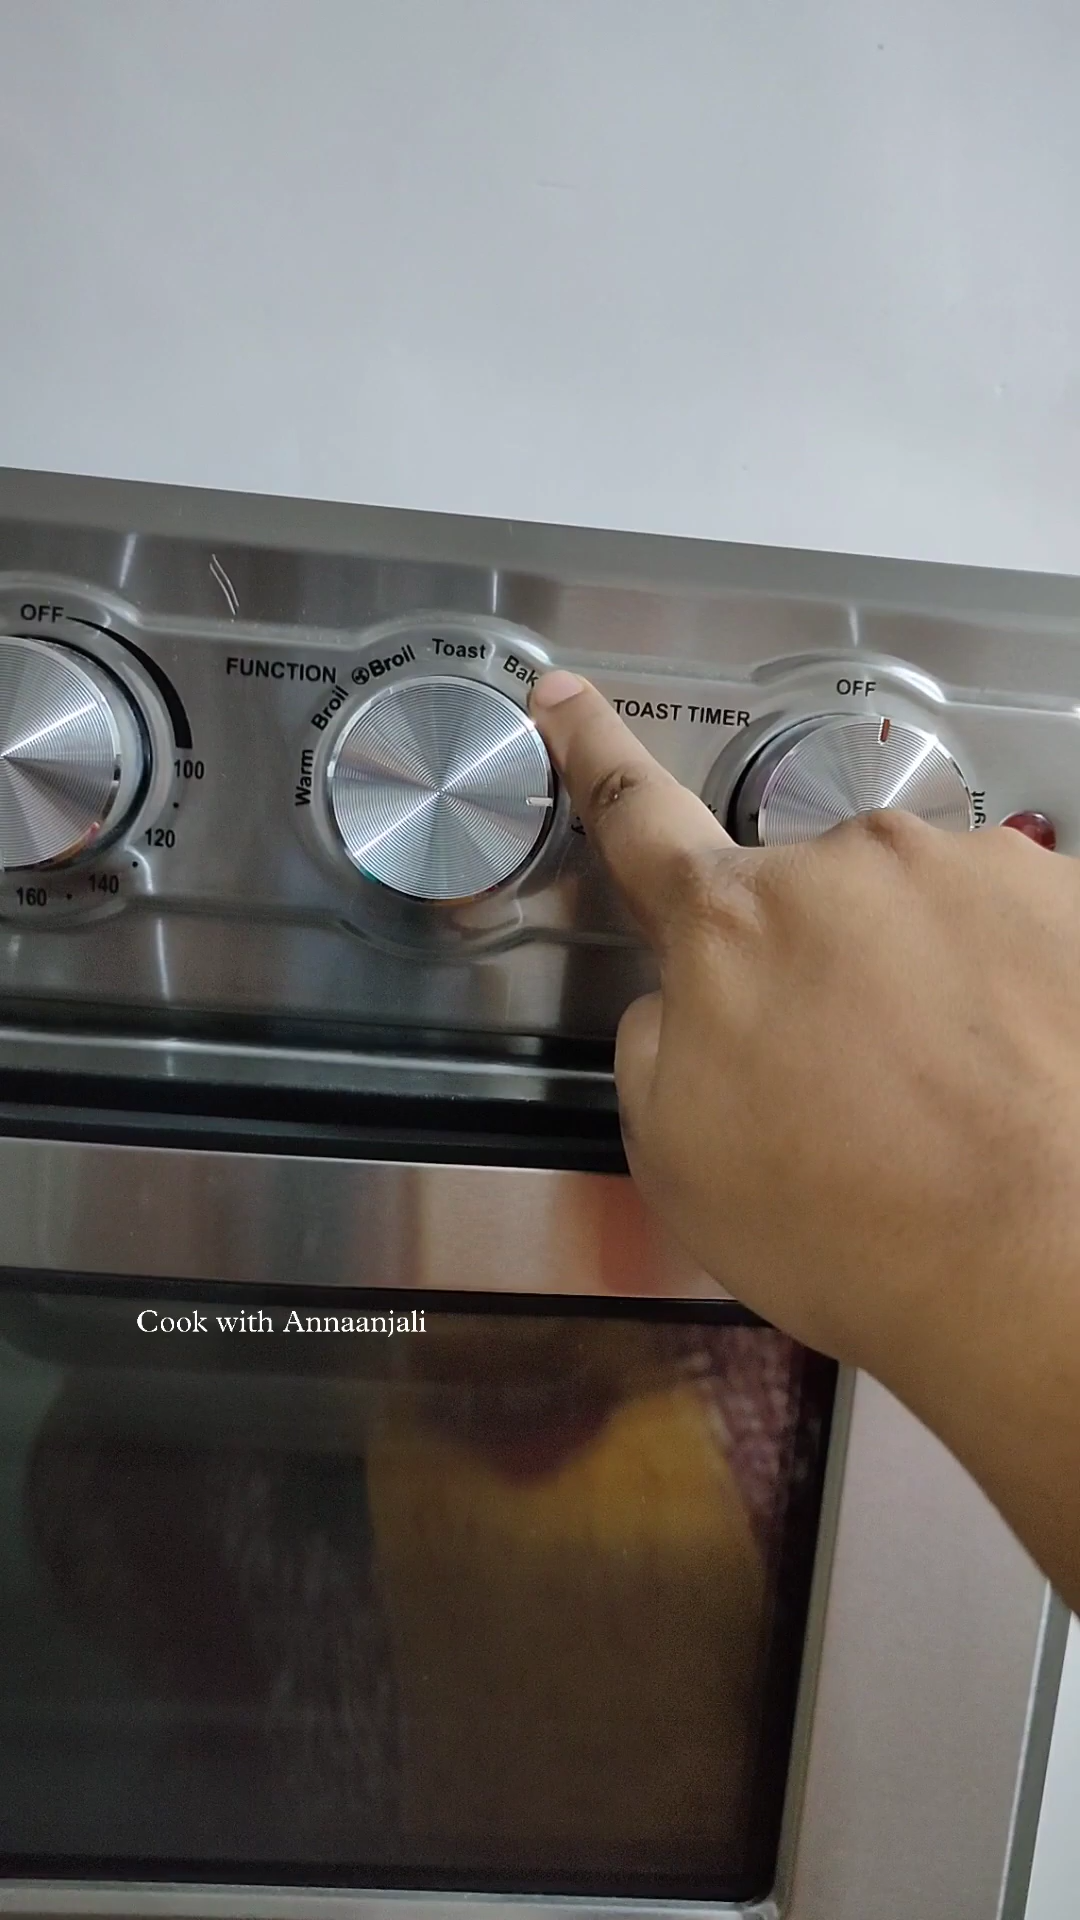 OFF
100
120
140
160
FUNCTION
Warm
Broil
Broil
Toast
TOAST TIMER
OFF
Cook with Annaanjali